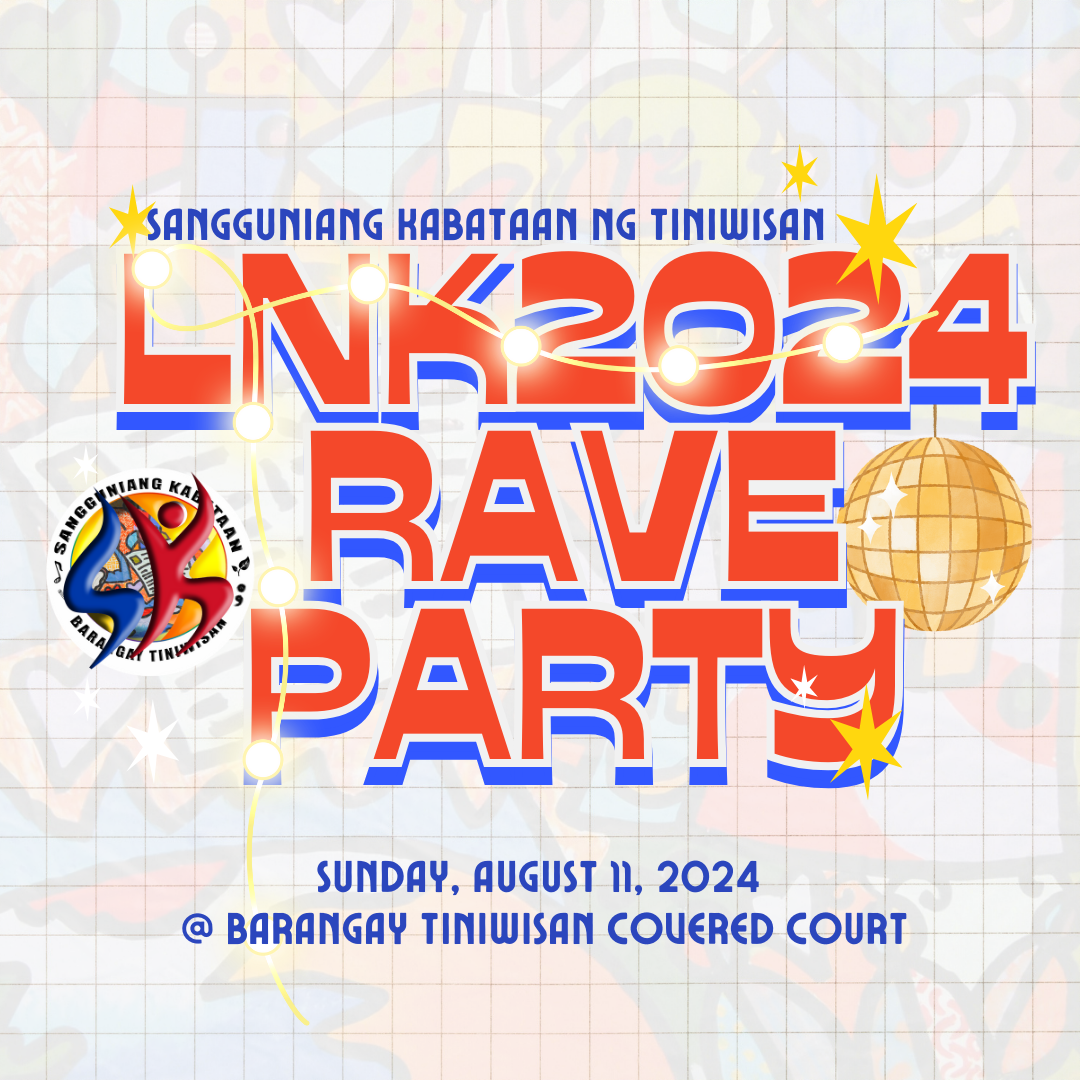 SANGGUNIANG KABATAAN NG TINIWISAN
LNK2024
RAVE
PARTY
SANGGUNIANG KABATAAN
BARANGAY TINIWISAN
SUNDAY, AUGUST 11, 2024
@ BARANGAY TINIWISAN COVERED COURT